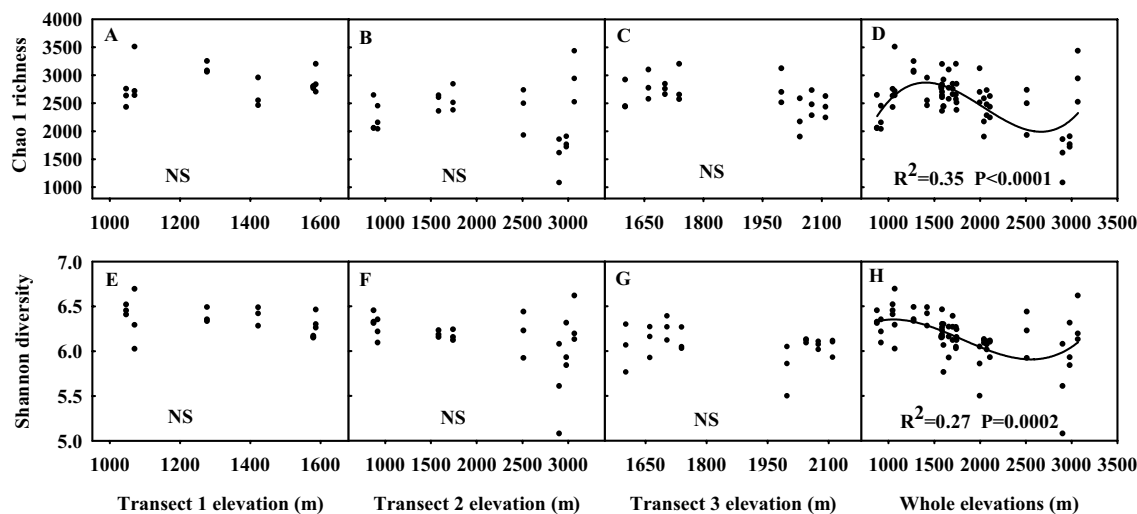 A B C D
Chao 1 richness
4000
3500
3000
2500
2000
1500
1000
NS NS NS R2=0.35 P<0.0001
1000 1200 1400 1600 1000 1500 2000 2500 3000 1650 1800 1950 2100 1000 1500 2000 2500 3000 3500
E F G H
Shannon diversity
7.0
6.5
6.0
5.5
5.0
NS NS NS R2=0.27 P=0.0002
1000 1200 1400 1600 1000 1500 2000 2500 3000 1650 1800 1950 2100 1000 1500 2000 2500 3000 3500
Transect 1 elevation (m) Transect 2 elevation (m) Transect 3 elevation (m) Whole elevations (m)